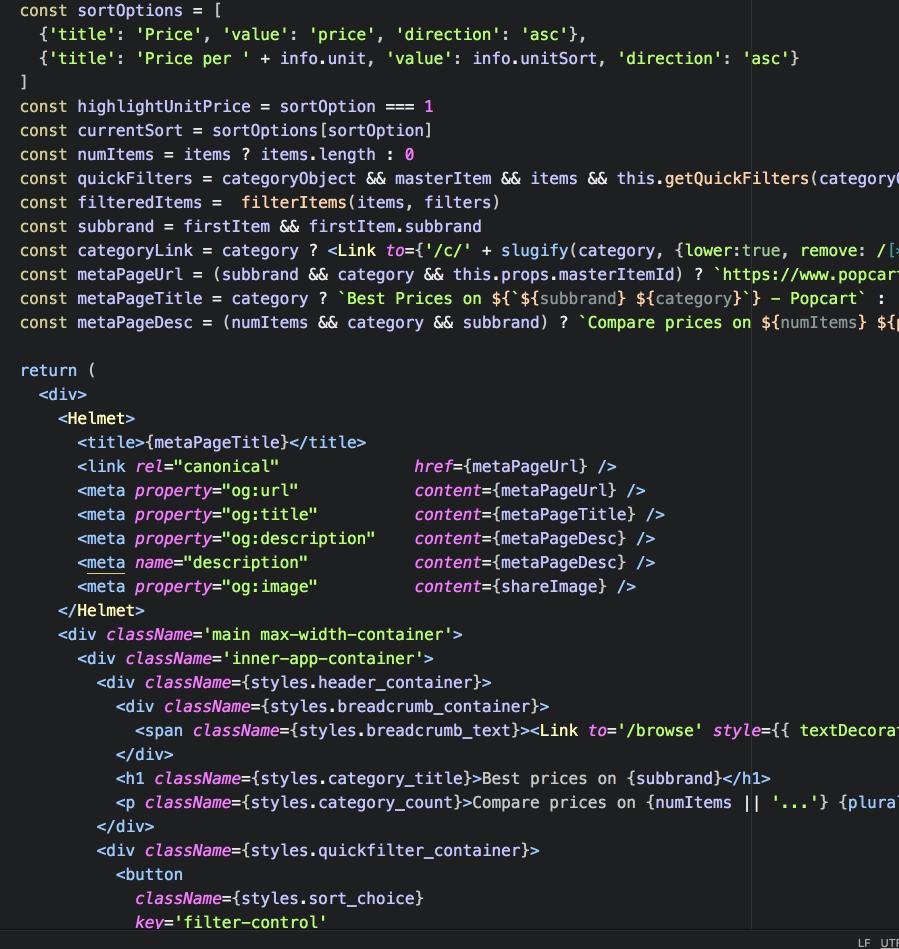 const sortOptions = [
  {'title': 'Price', 'value': 'price', 'direction': 'asc'},
  {'title': 'Price per ' + info.unit, 'value': info.unitSort, 'direction': 'asc'}
]
const highlightUnitPrice = sortOption === 1
const currentSort = sortOptions[sortOption]
const numItems = items ? items.length : 0
const quickFilters = categoryObject && masterItem && items && this.getQuickFilters(category
const filteredItems =  filterItems(items, filters)
const subbrand = firstItem && firstItem.subbrand
const categoryLink = category ? <Link to={'/c/' + slugify(category, {lower:true, remove: /[
const metaPageUrl = (subbrand && category && this.props.masterItemId) ? `https://www.popcar
const metaPageTitle = category ? `Best Prices on ${`${subbrand} ${category}`} – Popcart` :
const metaPageDesc = (numItems && category && subbrand) ? `Compare prices on ${numItems} ${

return (
  <div>
    <Helmet>
      <title>{metaPageTitle}</title>
      <link rel="canonical"              href={metaPageUrl} />
      <meta property="og:url"            content={metaPageUrl} />
      <meta property="og:title"          content={metaPageTitle} />
      <meta property="og:description"    content={metaPageDesc} />
      <meta name="description"           content={metaPageDesc} />
      <meta property="og:image"          content={shareImage} />
    </Helmet>
    <div className='main max-width-container'>
      <div className='inner-app-container'>
        <div className={styles.header_container}>
          <div className={styles.breadcrumb_container}>
            <span className={styles.breadcrumb_text}><Link to='/browse' style={{ textDecorat
          </div>
          <h1 className={styles.category_title}>Best prices on {subbrand}</h1>
          <p className={styles.category_count}>Compare prices on {numItems || '...'} {plura
        </div>
        <div className={styles.quickfilter_container}>
          <button
            className={styles.sort_choice}
            key='filter-control'
LF UTF